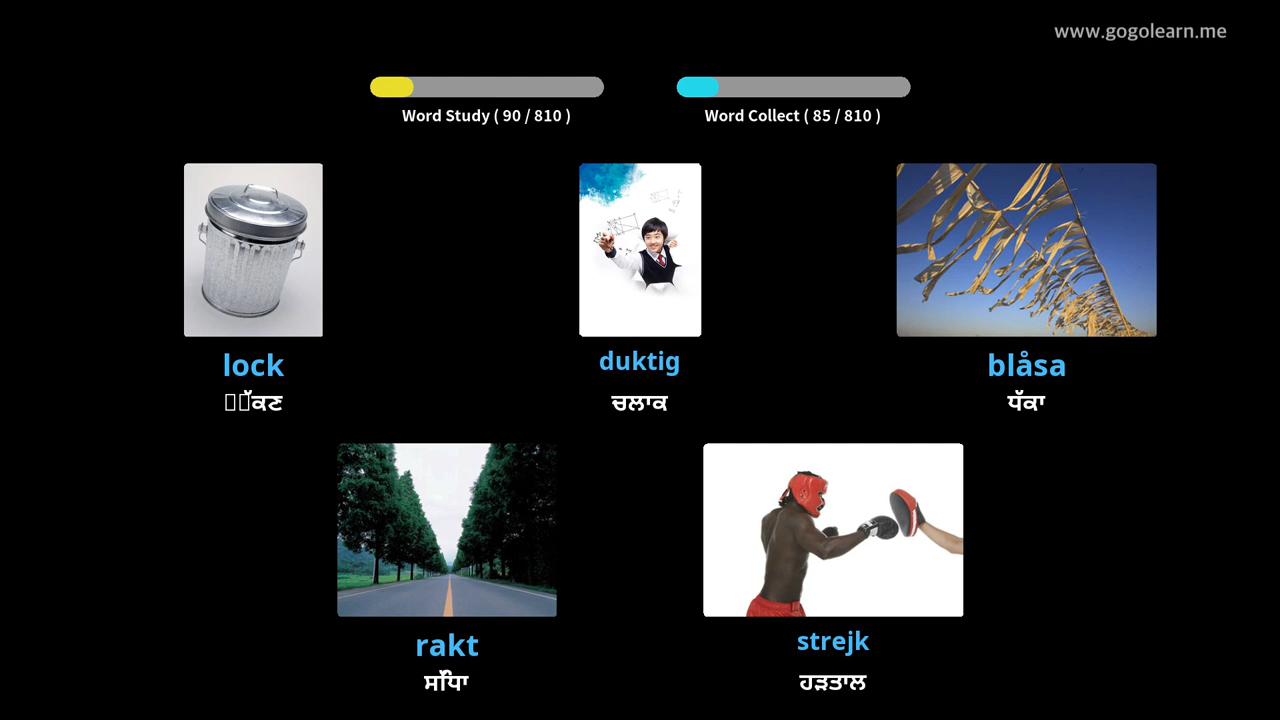 www.gogolearn.me
Word Study ( 90 / 810 )
Word Collect ( 85 / 810 )
lock
duktig
blåsa
ਚਲਾਕ
ਧੱਕਾ
rakt
strejk
ਹੜਤਾਲ